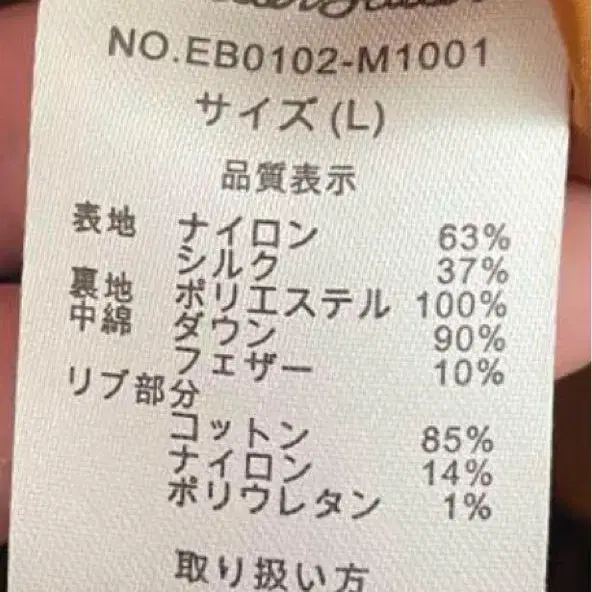 NO.EB0102-M1001
サイズ(L)
品質表示
表地 ナイロン 63%
シルク 37%
裏地 ポリエステル 100%
中綿 ダウン 90%
フェザー 10%
リブ部分
コットン 85%
ナイロン 14%
ポリウレタン 1%
取り扱い方